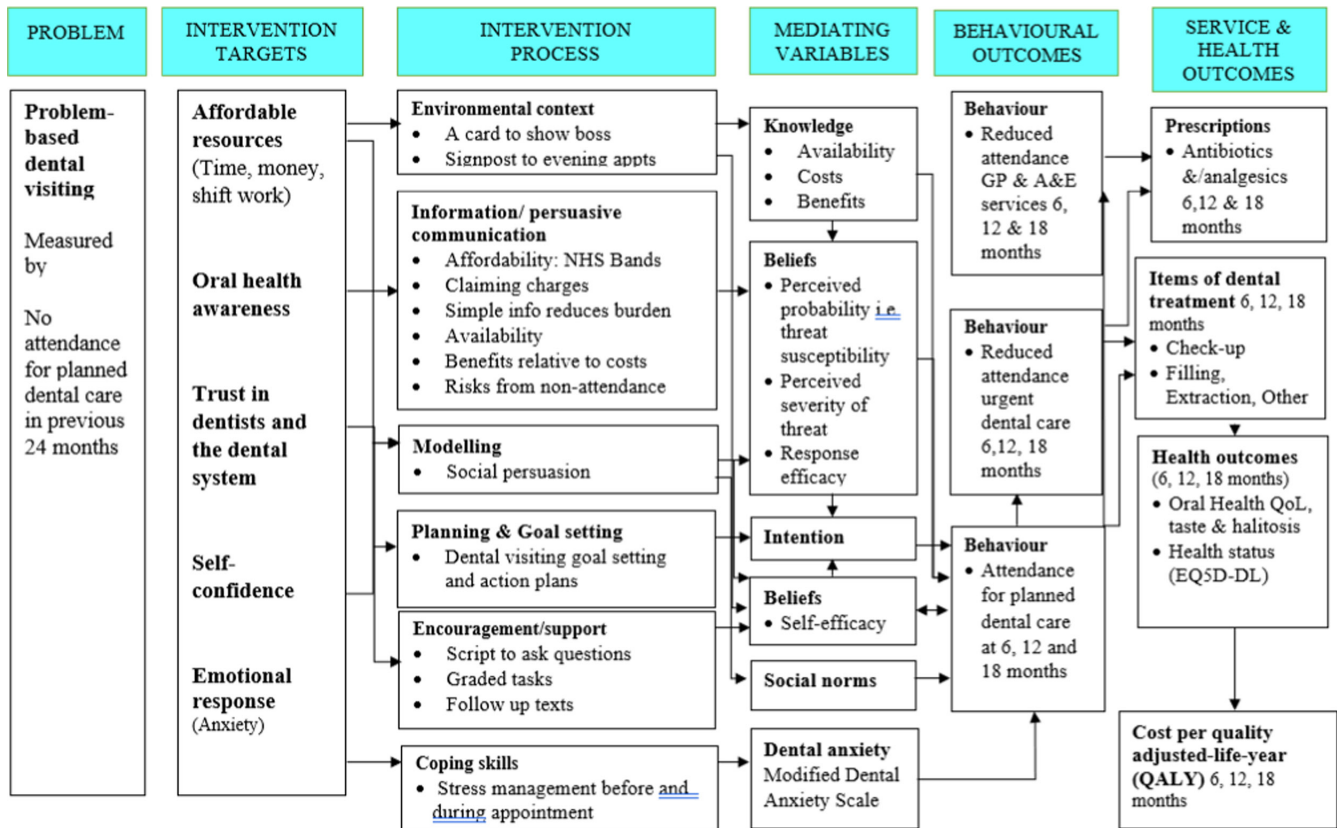 PROBLEM
INTERVENTION
TARGETS
INTERVENTION
PROCESS
MEDIATING
VARIABLES
BEHAVIOURAL
OUTCOMES
SERVICE &
HEALTH
OUTCOMES
Problem-
based
dental
visiting
Measured
by
No
attendance
for planned
dental care
in previous
24 months
Affordable
resources
(Time, money,
shift work)
Oral health
awareness
Trust in
dentists and
the dental
system
Self-
confidence
Emotional
response
(Anxiety)
Environmental context
• A card to show boss
• Signpost to evening appts
Information/ persuasive
communication
• Affordability: NHS Bands
• Claiming charges
• Simple info reduces burden
• Availability
• Benefits relative to costs
• Risks from non-attendance
Modelling
• Social persuasion
Planning & Goal setting
• Dental visiting goal setting
and action plans
Encouragement/support
• Script to ask questions
• Graded tasks
• Follow up texts
Coping skills
• Stress management before and
during appointment
Knowledge
• Availability
• Costs
• Benefits
Beliefs
• Perceived
probability i.e.
threat
susceptibility
• Perceived
severity of
threat
• Response
efficacy
Intention
Beliefs
• Self-efficacy
Social norms
Dental anxiety
Modified Dental
Anxiety Scale
Behaviour
• Reduced
attendance
GP & A&E
services 6,
12 & 18
months
Behaviour
• Reduced
attendance
urgent
dental care
6,12, 18
months
Behaviour
• Attendance
for planned
dental care
at 6, 12 and
18 months
Prescriptions
• Antibiotics
&/analgesics
6,12 & 18
months
Items of dental
treatment 6, 12, 18
months
• Check-up
• Filling,
Extraction, Other
Health outcomes
(6, 12, 18 months)
• Oral Health QoL,
taste & halitosis
• Health status
(EQ5D-DL)
Cost per quality
adjusted-life-year
(QALY) 6, 12, 18
months